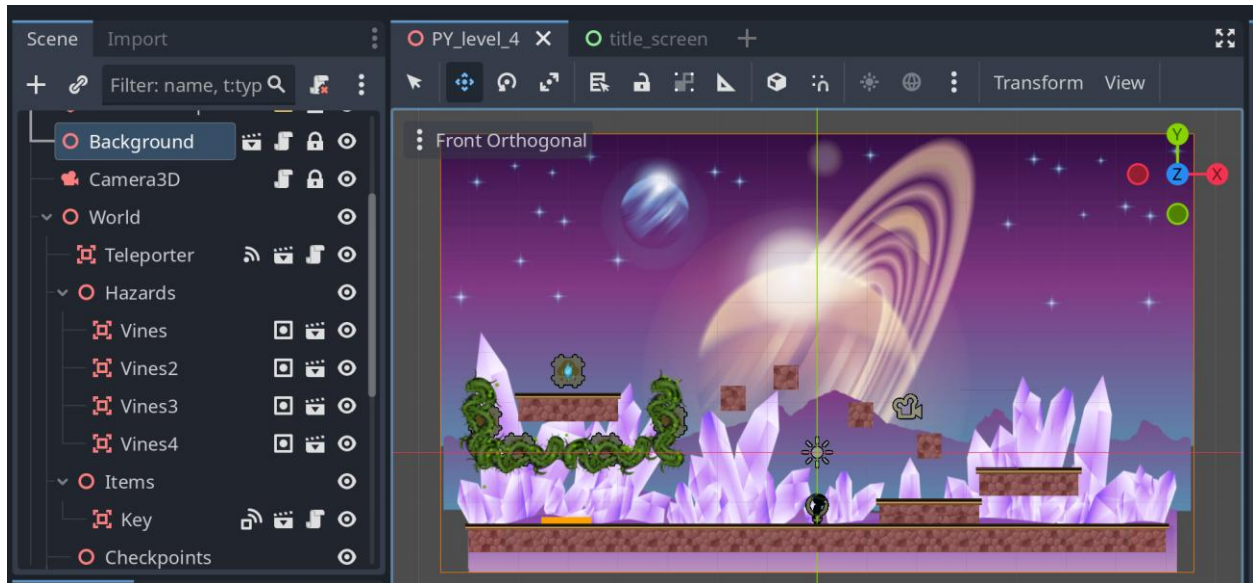 Scene Import
PY_level_4 title_screen
Filter: name, t:typ
Transform View
Background
Camera3D
World
Teleporter
Hazards
Vines
Vines2
Vines3
Vines4
Items
Key
Checkpoints
Front Orthogonal
Y
Z X